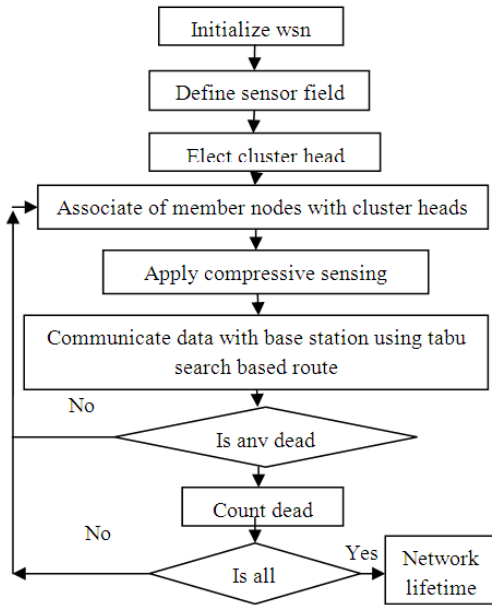 Initialize wsn
Define sensor field
Elect cluster head
Associate of member nodes with cluster heads
Apply compressive sensing
Communicate data with base station using tabu
search based route
No
Is any dead
Count dead
No
Is all
Yes
Network
lifetime